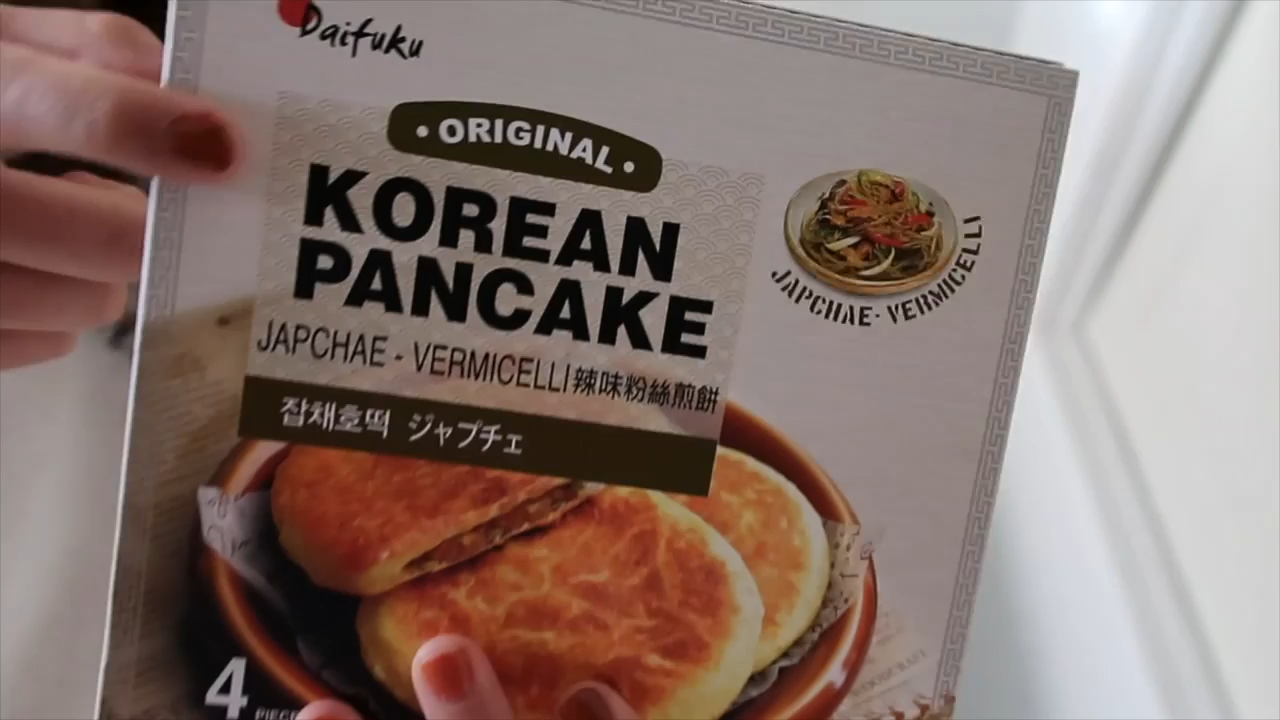 Daifuku
• ORIGINAL •
KOREAN
PANCAKE
JAPCHAE - VERMICELLI 辣味粉絲煎餅
잡채호떡 ジャプチェ
JAPCHAE - VERMICELLI
4